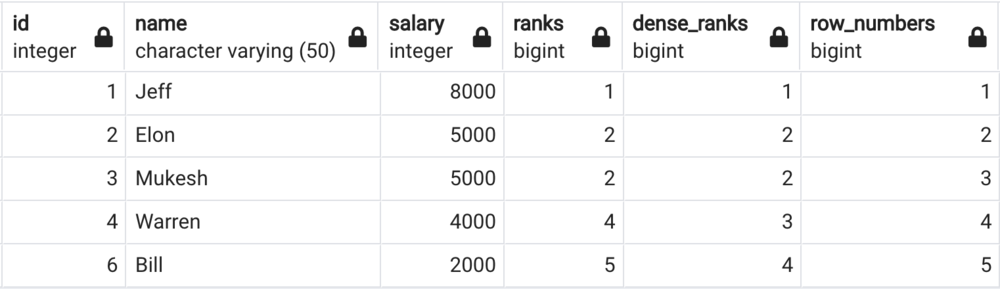 id name salary ranks dense_ranks row_numbers
integer character varying (50) integer bigint bigint bigint
1 Jeff 8000 1 1 1
2 Elon 5000 2 2 2
3 Mukesh 5000 2 2 3
4 Warren 4000 4 3 4
6 Bill 2000 5 4 5